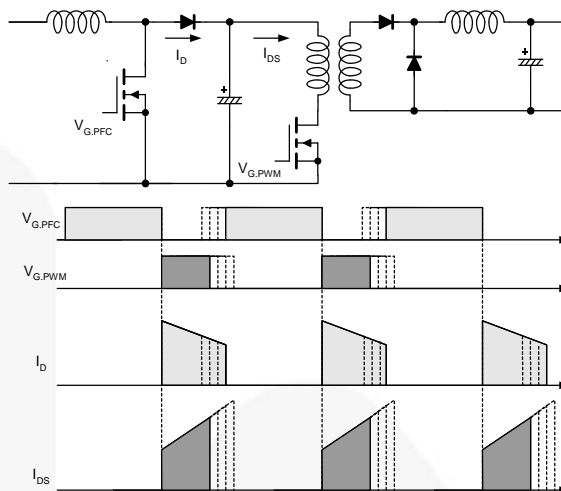 I_D
I_DS
+
+
V_G.PFC
V_G.PWM
V_G.PFC
V_G.PWM
I_D
I_DS